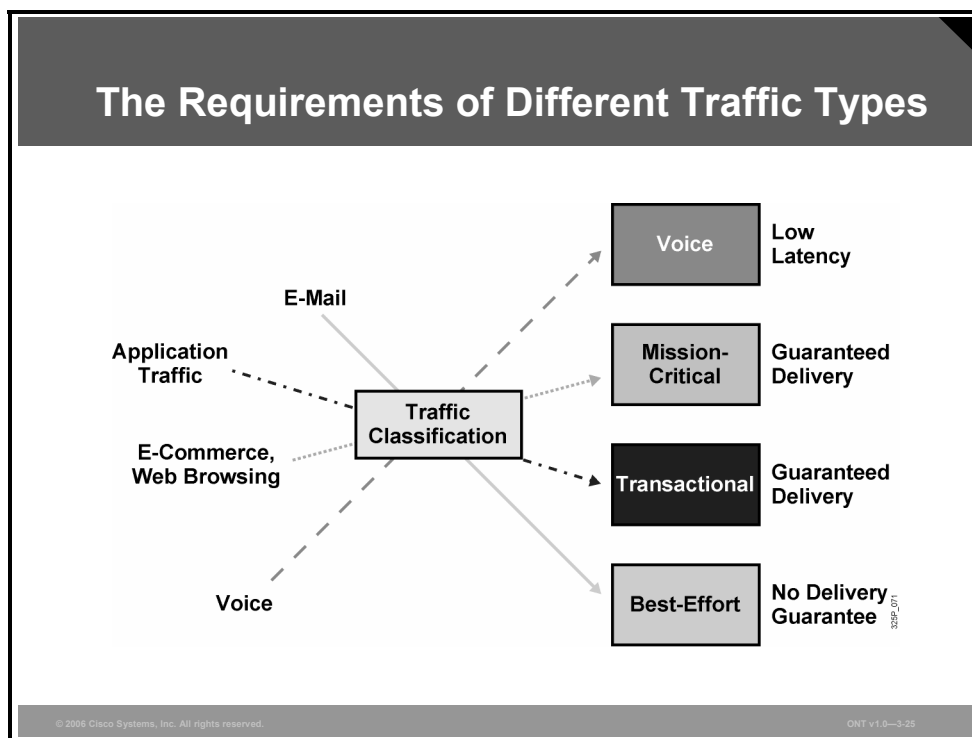 The Requirements of Different Traffic Types
E-Mail
Application
Traffic
E-Commerce,
Web Browsing
Voice
Traffic
Classification
Voice
Low
Latency
Mission-
Critical
Guaranteed
Delivery
Transactional
Guaranteed
Delivery
Best-Effort
No Delivery
Guarantee
325P_071
© 2006 Cisco Systems, Inc. All rights reserved.
ONT v1.0—3-25